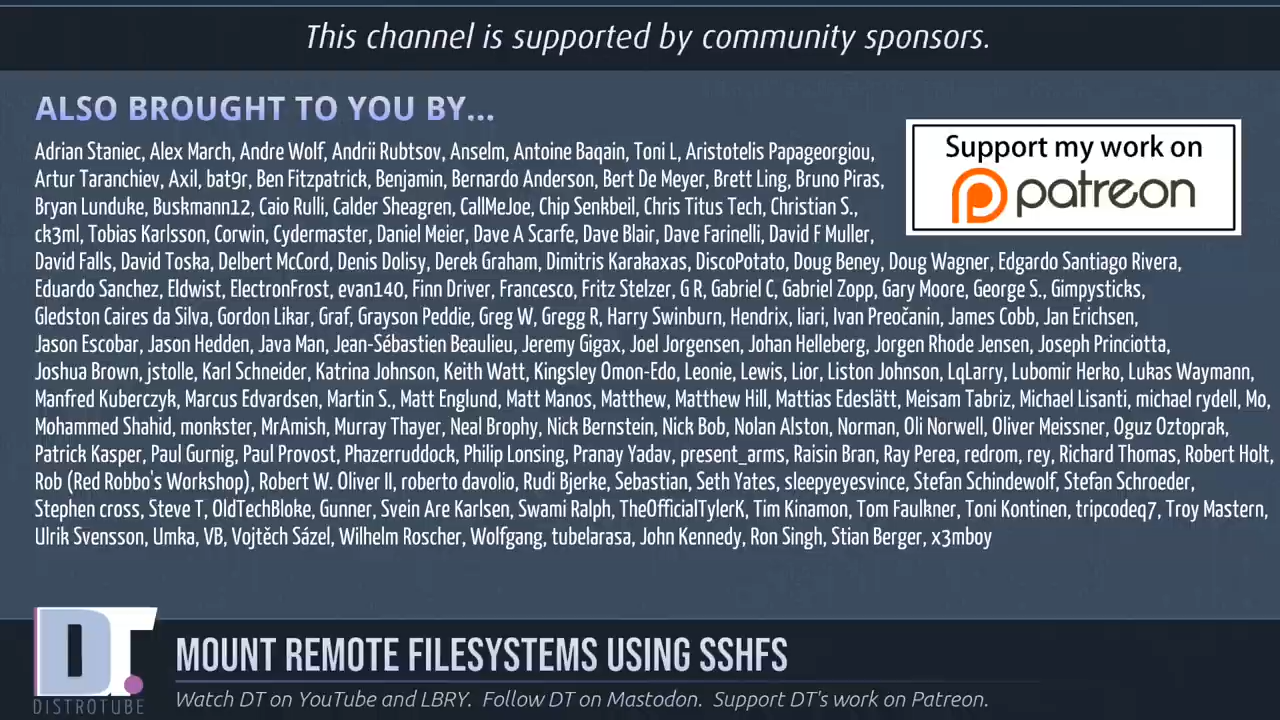 This channel is supported by community sponsors.
ALSO BROUGHT TO YOU BY...
Adrian Staniec, Alex March, Andre Wolf, Andrii Rubtsov, Anselm, Antoine Baqain, Toni L, Aristotelis Papageorgiou,
Artur Taranchiev, Axil, bat9r, Ben Fitzpatrick, Benjamin, Bernardo Anderson, Bert De Meyer, Brett Ling, Bruno Piras,
Bryan Lunduke, Buskmann12, Caio Rulli, Calder Sheagren, CallMeJoe, Chip Senkbeil, Chris Titus Tech, Christian S.,
ck3ml, Tobias Karlsson, Corwin, Cydermaster, Daniel Meier, Dave A Scarfe, Dave Blair, Dave Farinelli, David F Muller,
David Falls, David Toska, Delbert McCord, Denis Dolisy, Derek Graham, Dimitris Karakaxas, DiscoPotato, Doug Beney, Doug Wagner, Edgardo Santiago Rivera,
Eduardo Sanchez, Eldwist, ElectronFrost, evan140, Finn Driver, Francesco, Fritz Stelzer, G R, Gabriel C, Gabriel Zopp, Gary Moore, George S., Gimpysticks,
Gledston Caires da Silva, Gordon Likar, Graf, Grayson Peddie, Greg W, Gregg R, Harry Swinburn, Hendrix, Iiari, Ivan Preočanin, James Cobb, Jan Erichsen,
Jason Escobar, Jason Hedden, Java Man, Jean-Sébastien Beaulieu, Jeremy Gigax, Joel Jorgensen, Johan Helleberg, Jorgen Rhode Jensen, Joseph Princiotta,
Joshua Brown, jstolle, Karl Schneider, Katrina Johnson, Keith Watt, Kingsley Omon-Edo, Leonie, Lewis, Lior, Liston Johnson, LqLarry, Lubomir Herko, Lukas Waymann,
Manfred Kuberczyk, Marcus Edvardsen, Martin S., Matt Englund, Matt Manos, Matthew, Matthew Hill, Mattias Edeslätt, Meisam Tabriz, Michael Lisanti, michael rydell, Mo,
Mohammed Shahid, monkster, MrAmish, Murray Thayer, Neal Brophy, Nick Bernstein, Nick Bob, Nolan Alston, Norman, Oli Norwell, Oliver Meissner, Oguz Oztoprak,
Patrick Kasper, Paul Gurnig, Paul Provost, Phazerruddock, Philip Lonsing, Pranay Yadav, present_arms, Raisin Bran, Ray Perea, redrom, rey, Richard Thomas, Robert Holt,
Rob (Red Robbo's Workshop), Robert W. Oliver II, roberto davolio, Rudi Bjerke, Sebastian, Seth Yates, sleepyeyesvince, Stefan Schindewolf, Stefan Schroeder,
Stephen cross, Steve T, OldTechBloke, Gunner, Svein Are Karlsen, Swami Ralph, TheOfficialTylerK, Tim Kinamon, Tom Faulkner, Toni Kontinen, tripcodeq7, Troy Mastern,
Ulrik Svensson, Umka, VB, Vojtěch Sázel, Wilhelm Roscher, Wolfgang, tubelarasa, John Kennedy, Ron Singh, Stian Berger, x3mboy
Support my work on
patreon
DT
DISTROTUBE
MOUNT REMOTE FILESYSTEMS USING SSHFS
Watch DT on YouTube and LBRY. Follow DT on Mastodon. Support DT's work on Patreon.